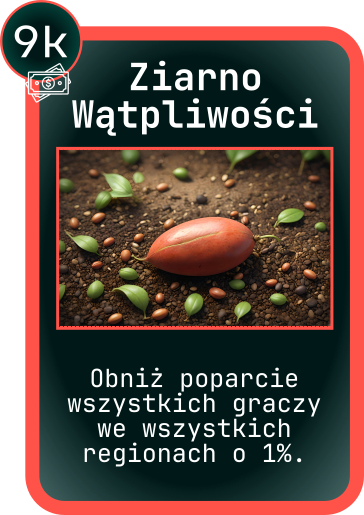 9k
$
Ziarno
Wątpliwości
Obniż poparcie
wszystkich graczy
we wszystkich
regionach o 1%.